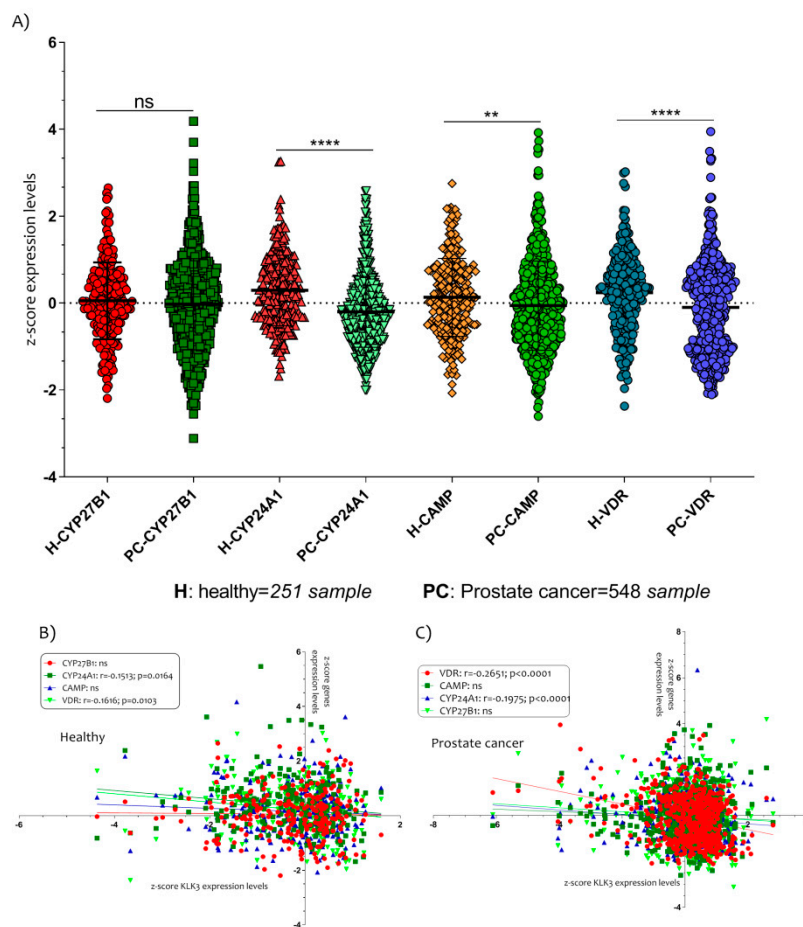 A)
6
4
2
0
-2
-4
z-score expression levels
ns
****
**
****
H-CYP27B1
PC-CYP27B1
H-CYP24A1
PC-CYP24A1
H-CAMP
PC-CAMP
H-VDR
PC-VDR
H: healthy=251 sample
PC: Prostate cancer=548 sample
B)
CYP27B1: ns
CYP24A1: r=-0.1513; p=0.0164
CAMP: ns
VDR: r=-0.1616; p=0.0103
Healthy
z-score genes
expression levels
6
4
2
-2
-4
-6
-4
-2
2
z-score KLK3 expression levels
C)
VDR: r=-0.2651; p<0.0001
CAMP: ns
CYP24A1: r=-0.1975; p<0.0001
CYP27B1: ns
Prostate cancer
z-score genes
expression levels
8
6
4
-4
-8
z-score KLK3 expression levels